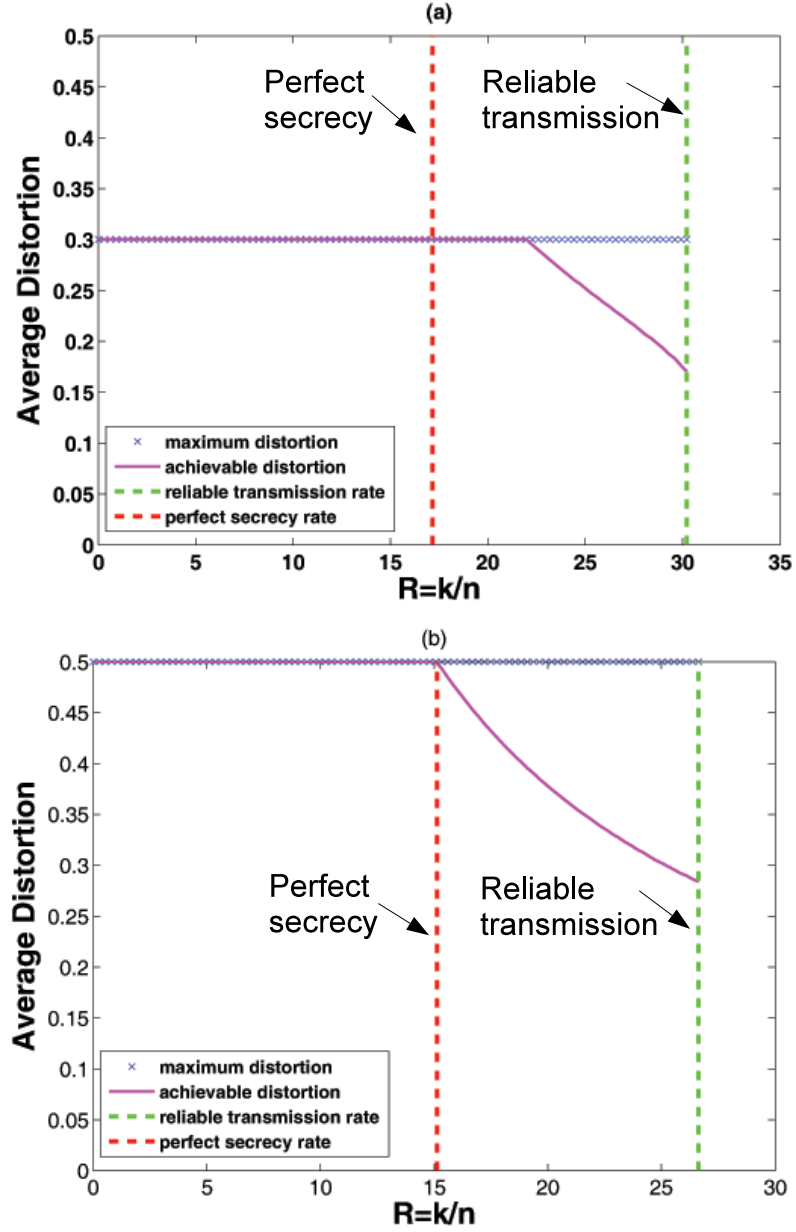 (a)
0.5
0.45
0.4
0.35
0.3
0.25
0.2
0.15
0.1
0.05
0
Average Distortion
Perfect
secrecy
Reliable
transmission
maximum distortion
achievable distortion
reliable transmission rate
perfect secrecy rate
0 5 10 15 20 25 30 35
R=k/n
(b)
0.5
0.45
0.4
0.35
0.3
0.25
0.2
0.15
0.1
0.05
0
Average Distortion
Perfect
secrecy
Reliable
transmission
maximum distortion
achievable distortion
reliable transmission rate
perfect secrecy rate
0 5 10 15 20 25 30
R=k/n